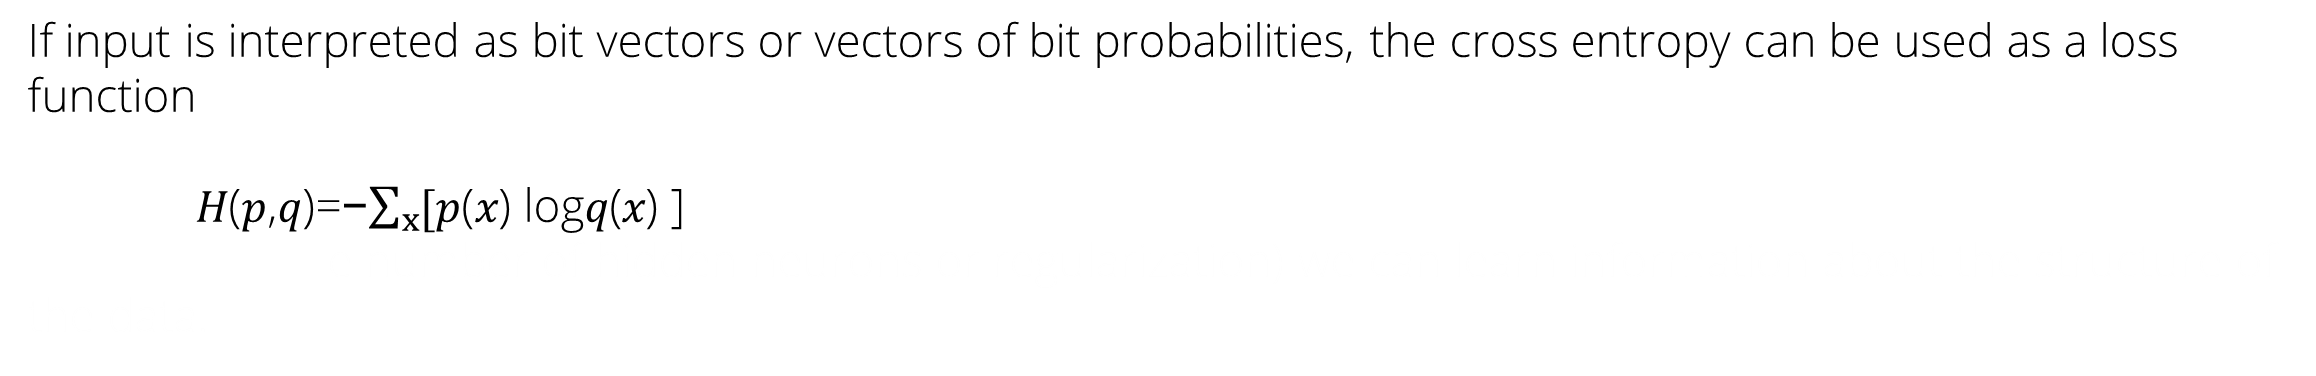 If input is interpreted as bit vectors or vectors of bit probabilities, the cross entropy can be used as a loss
function
H(p,q)=−∑x[p(x) logq(x) ]